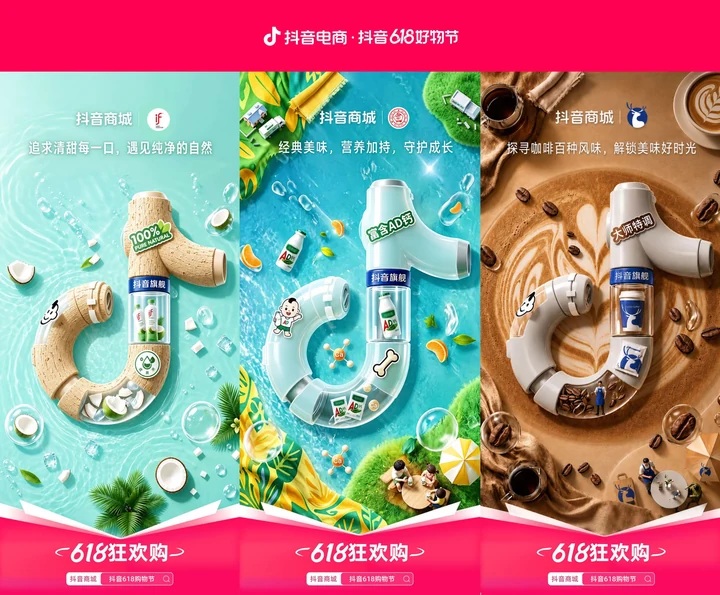 抖音电商·抖音618好物节
抖音商城
if
追求清甜每一口，遇见纯净的自然
100%
PURE NATURAL
抖音旗舰
618狂欢购
抖音商城 抖音618购物节
抖音商城
经典美味，营养加持，守护成长
富含AD钙
抖音旗舰
AD
AD
AD
618狂欢购
抖音商城 抖音618购物节
抖音商城
探寻咖啡百种风味，解锁美味好时光
大师特调
抖音旗舰
618狂欢购
抖音商城 抖音618购物节